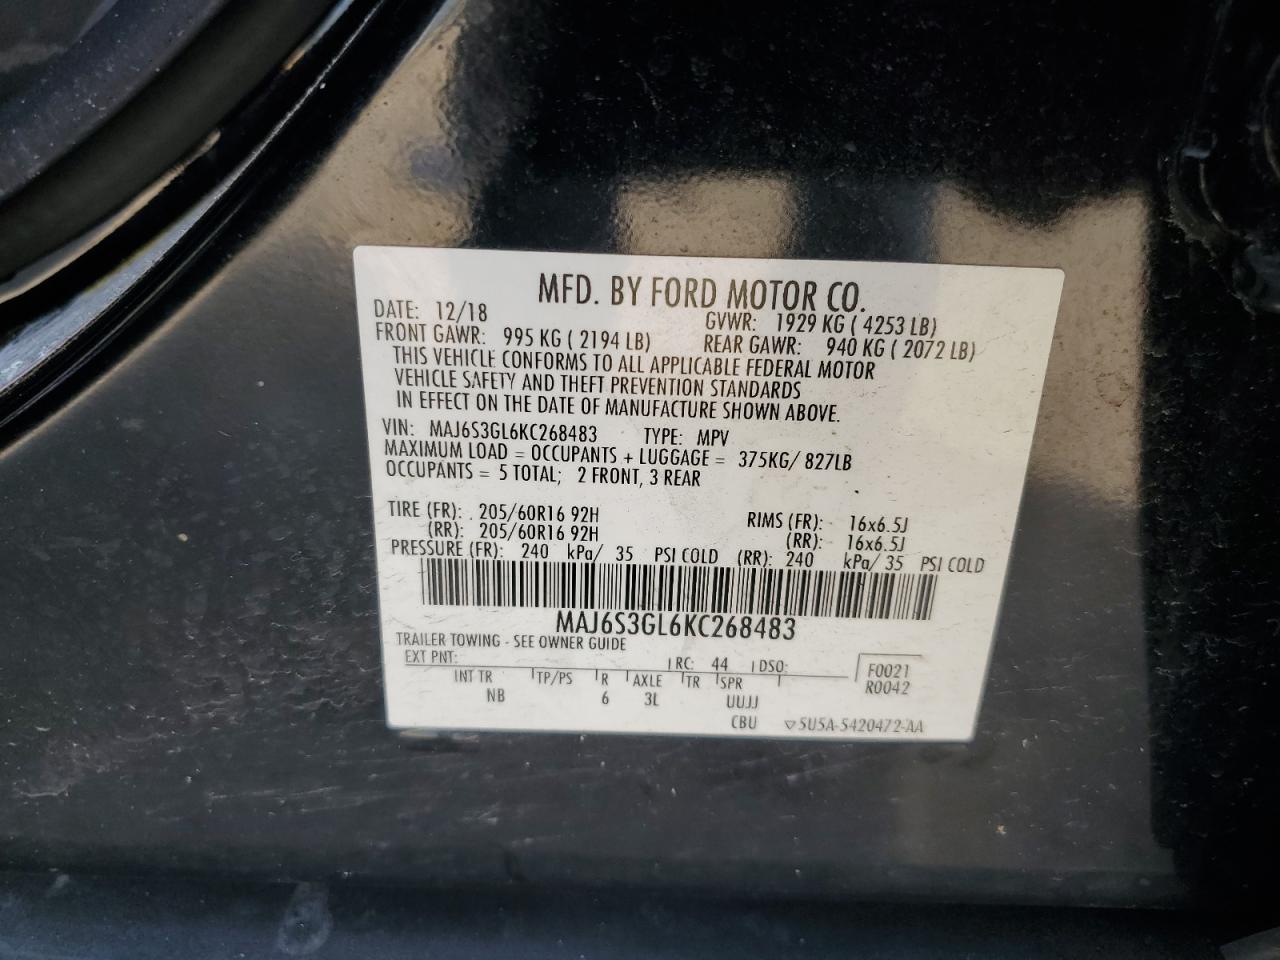 MFD. BY FORD MOTOR CO.
DATE: 12/18 GVWR: 1929 KG ( 4253 LB)
FRONT GAWR: 995 KG ( 2194 LB) REAR GAWR: 940 KG ( 2072 LB)
THIS VEHICLE CONFORMS TO ALL APPLICABLE FEDERAL MOTOR
VEHICLE SAFETY AND THEFT PREVENTION STANDARDS
IN EFFECT ON THE DATE OF MANUFACTURE SHOWN ABOVE.
VIN: MAJ6S3GL6KC268483 TYPE: MPV
MAXIMUM LOAD = OCCUPANTS + LUGGAGE = 375KG/ 827LB
OCCUPANTS = 5 TOTAL; 2 FRONT, 3 REAR
TIRE (FR): 205/60R16 92H RIMS (FR): 16x6.5J
(RR): 205/60R16 92H (RR): 16x6.5J
PRESSURE (FR): 240 kPa/ 35 PSI COLD (RR): 240 kPa/ 35 PSI COLD
MAJ6S3GL6KC268483
TRAILER TOWING - SEE OWNER GUIDE
EXT PNT: RC: 44 DSO: F0021
INT TR TP/PS R AXLE TR SPR R0042
NB 6 3L UUJJ
CBU 5U5A-5420472-AA